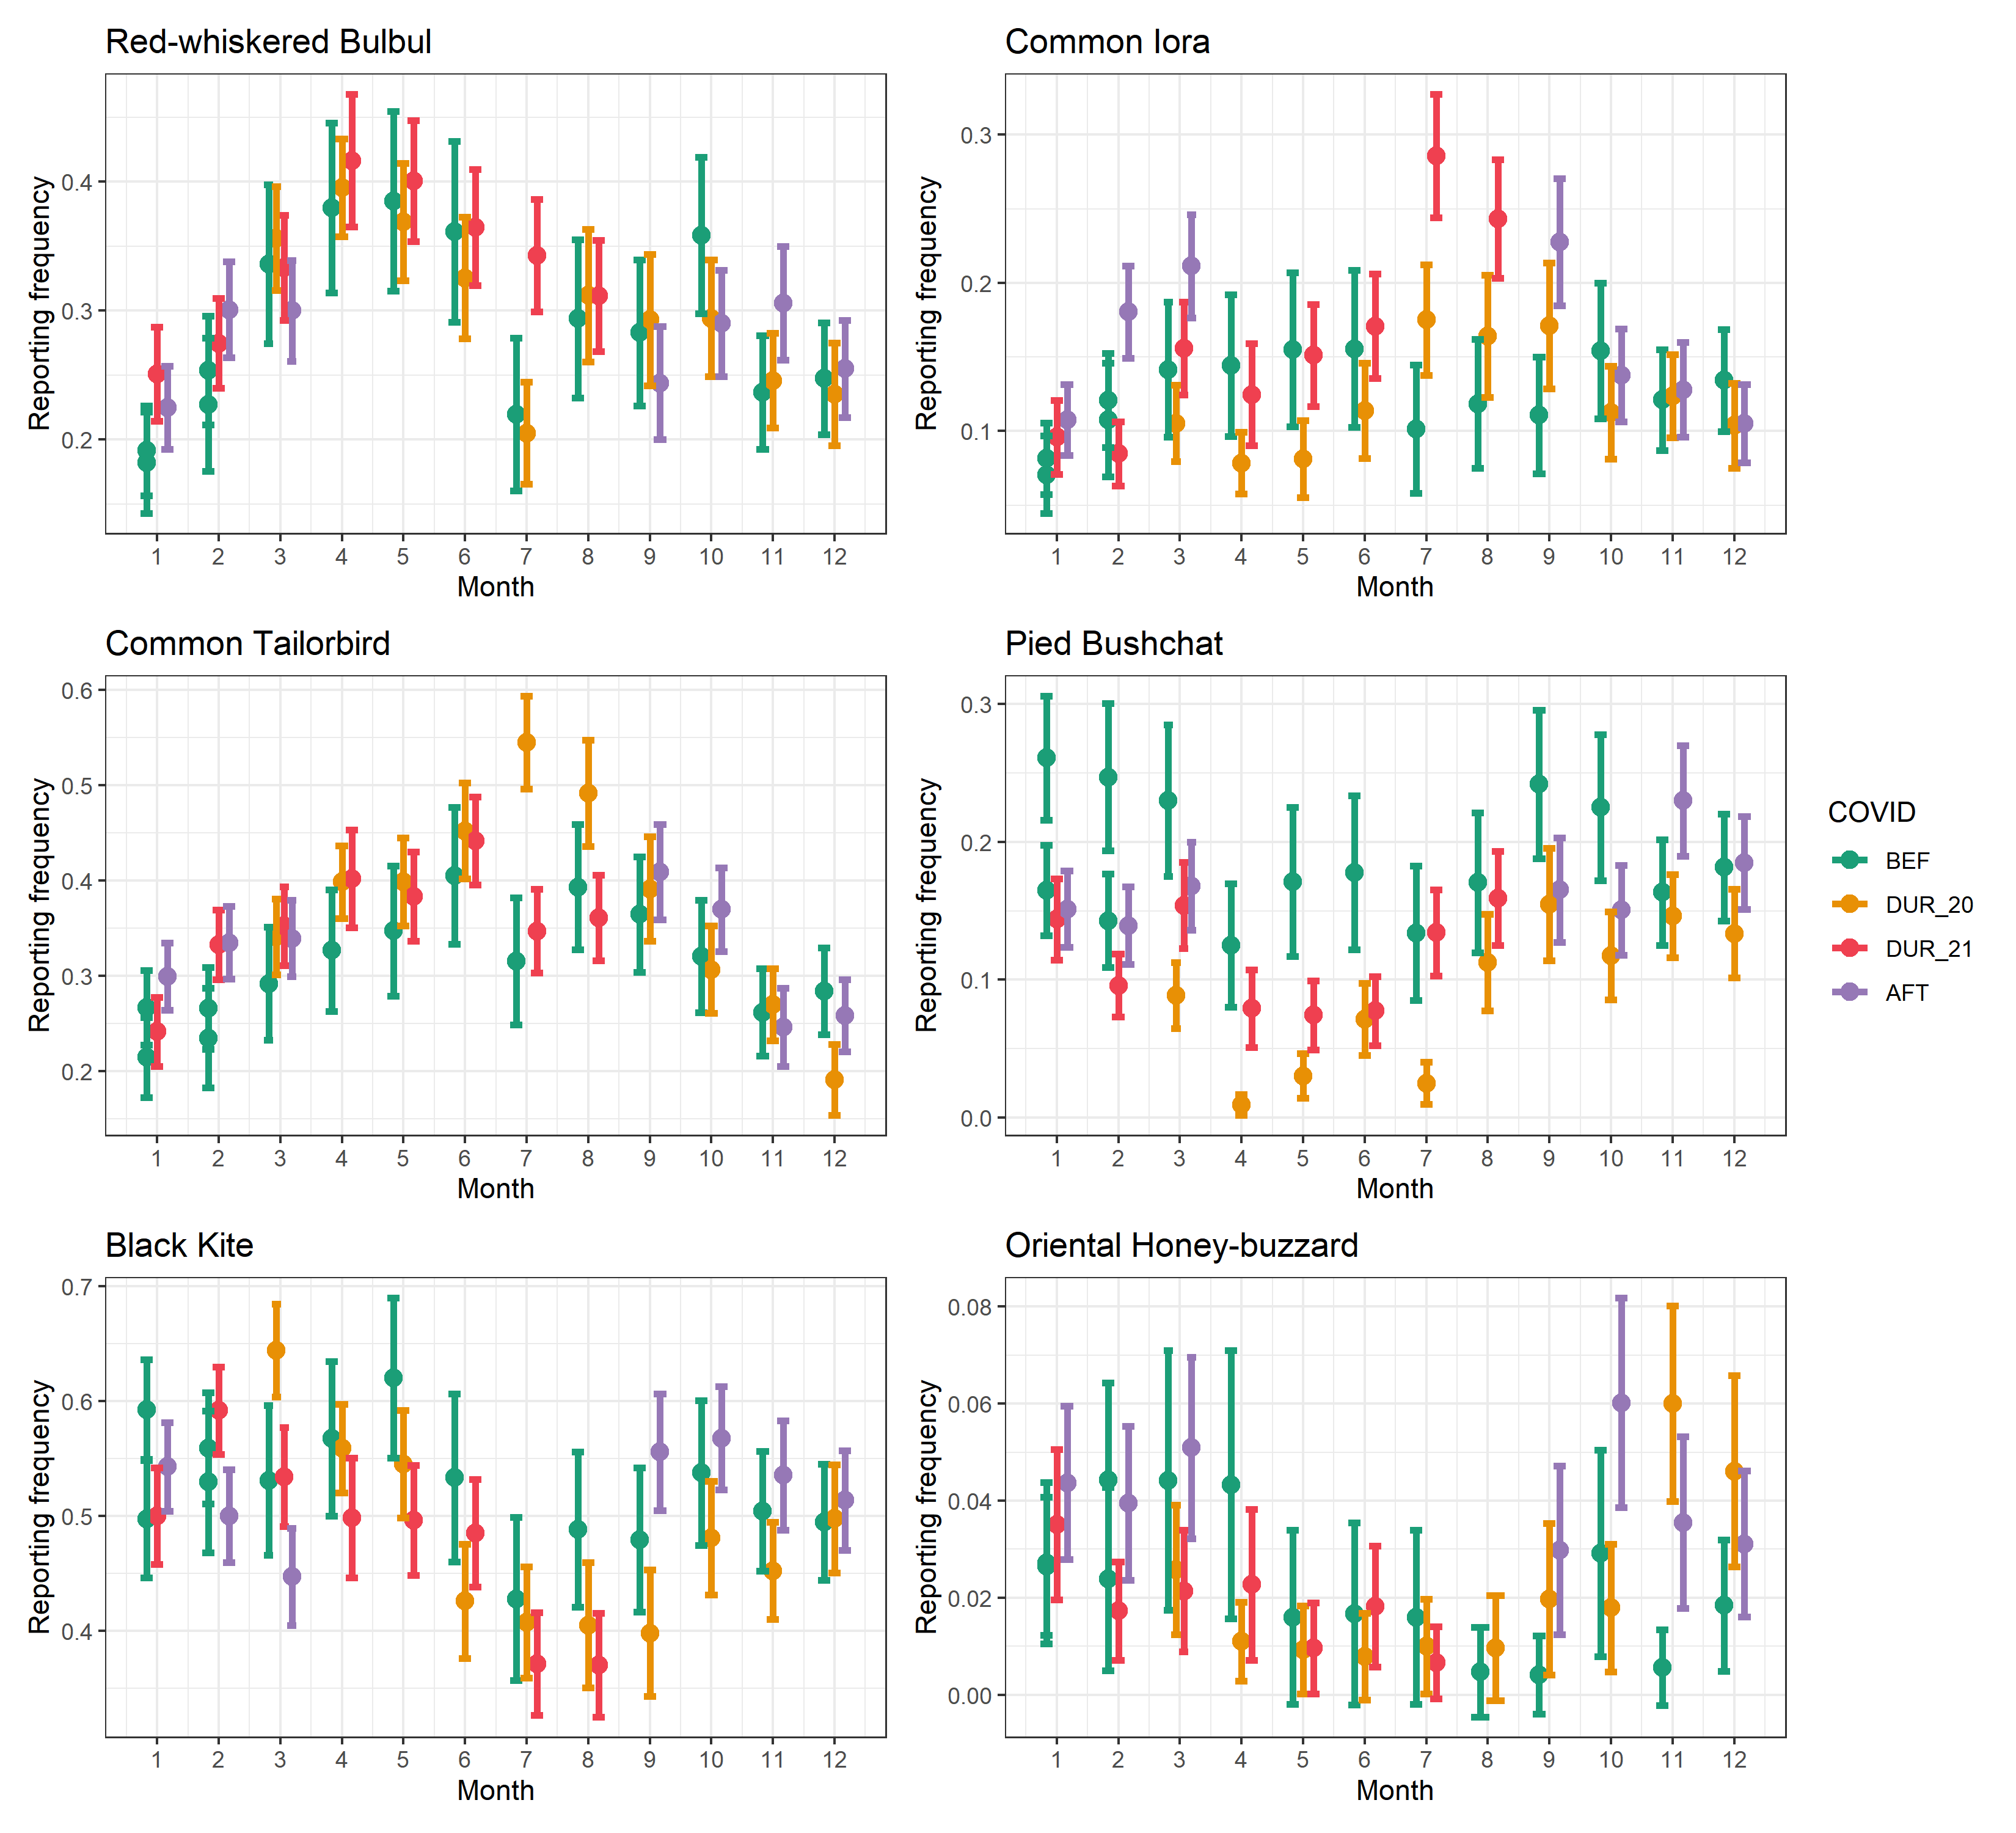 Red-whiskered Bulbul
Reporting frequency
0.4
0.3
0.2
1 2 3 4 5 6 7 8 9 10 11 12
Month
Common Iora
Reporting frequency
0.3
0.2
0.1
1 2 3 4 5 6 7 8 9 10 11 12
Month
Common Tailorbird
Reporting frequency
0.6
0.5
0.4
0.3
0.2
1 2 3 4 5 6 7 8 9 10 11 12
Month
Pied Bushchat
Reporting frequency
0.3
0.2
0.1
0.0
1 2 3 4 5 6 7 8 9 10 11 12
Month
Black Kite
Reporting frequency
0.7
0.6
0.5
0.4
1 2 3 4 5 6 7 8 9 10 11 12
Month
Oriental Honey-buzzard
Reporting frequency
0.08
0.06
0.04
0.02
0.00
1 2 3 4 5 6 7 8 9 10 11 12
Month
COVID
BEF
DUR_20
DUR_21
AFT